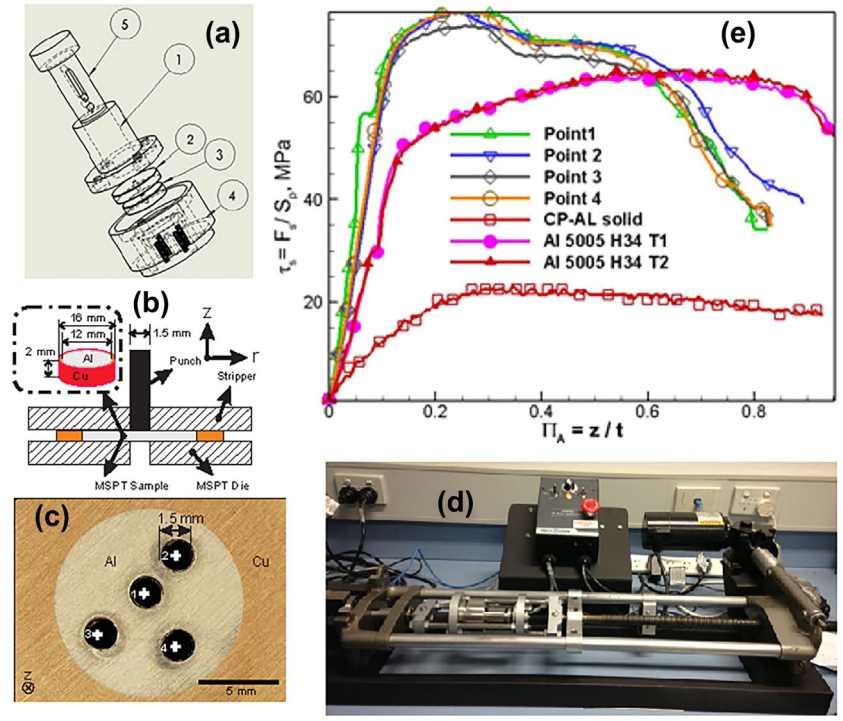 (a)
5
1
2
3
4
(b)
16 mm
12 mm
2 mm
Al
Cu
1.5 mm
Z
r
Punch
Stripper
MSPT Sample
MSPT Die
(c)
1.5 mm
Al
Cu
2
1
3
4
Z
5 mm
(e)
τs = Fs / Sp, MPa
60
40
20
0
0.2
0.4
0.6
0.8
ΠA = z / t
Point1
Point 2
Point 3
Point 4
CP-AL solid
Al 5005 H34 T1
Al 5005 H34 T2
(d)